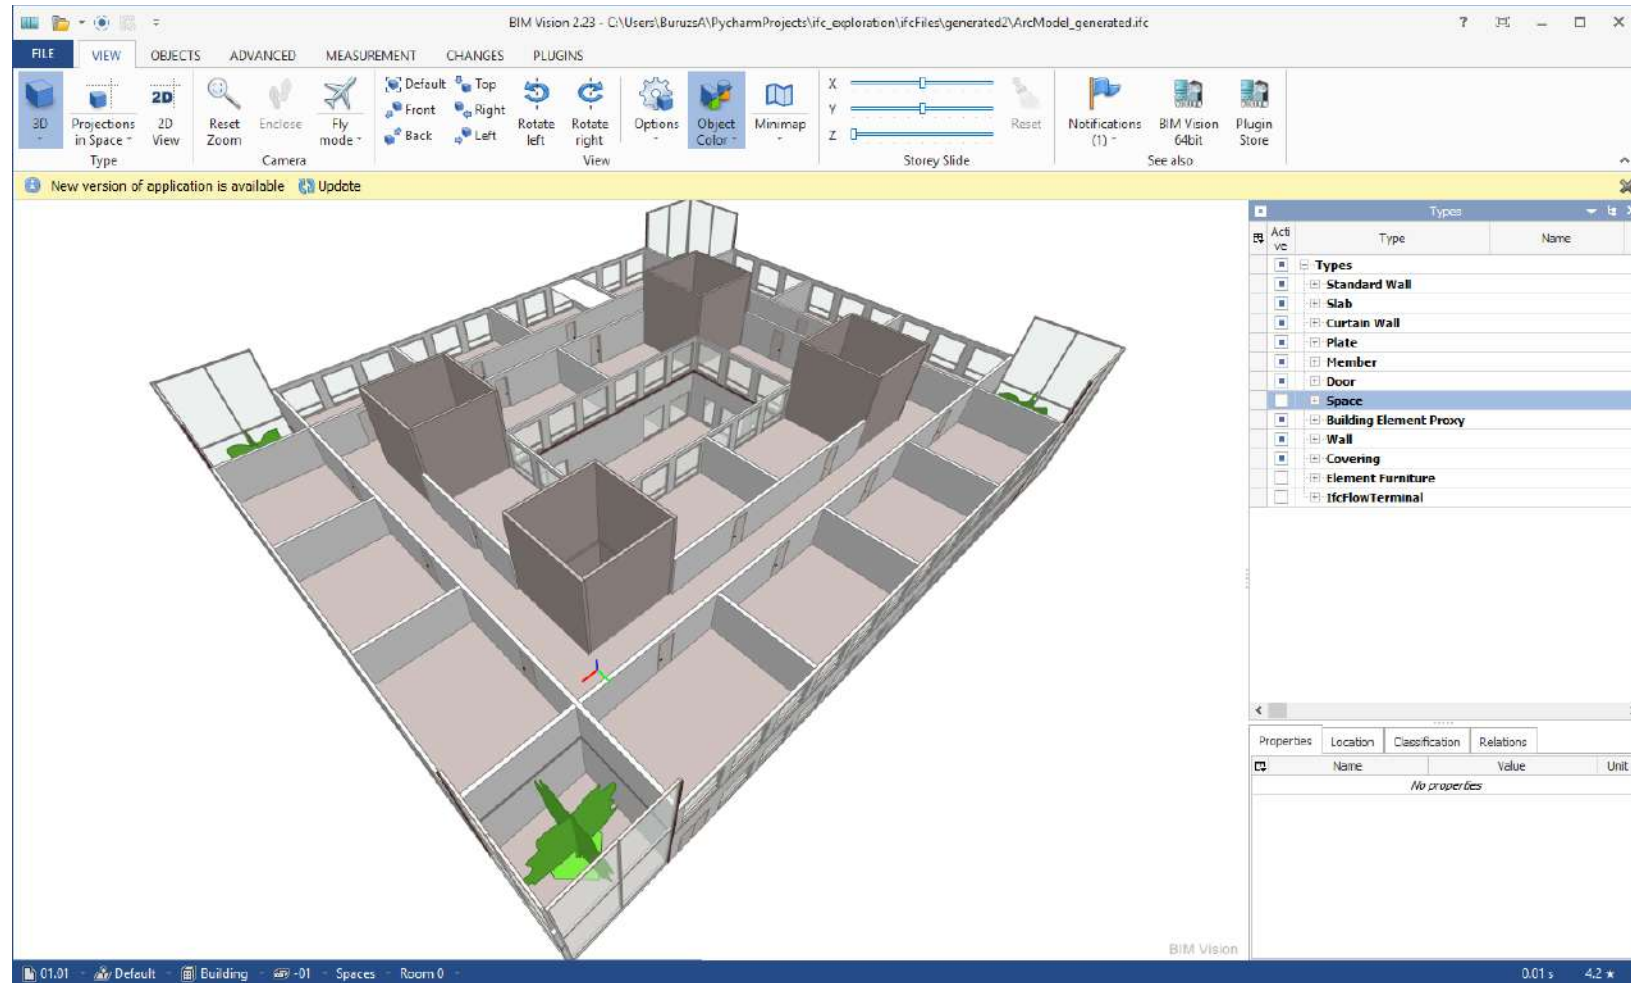 BIM Vision 2.23 - C:\Users\BuruzsA\PycharmProjects\ifc_exploration\ifcFiles\generated2\ArcModel_generated.ifc
FILE VIEW OBJECTS ADVANCED MEASUREMENT CHANGES PLUGINS
3D
Projections in Space
2D View
Type
Reset Zoom
Enclose
Fly mode
Camera
Default Top
Front Right
Back Left
Rotate left
Rotate right
View
Options
Object Color
Minimap
X
Y
Z
Reset
Storey Slide
Notifications (1)
BIM Vision 64bit
Plugin Store
See also
New version of application is available Update
Types
Active Type Name
Types
Standard Wall
Slab
Curtain Wall
Plate
Member
Door
Space
Building Element Proxy
Wall
Covering
Element Furniture
IfcFlowTerminal
Properties Location Classification Relations
Name Value Unit
No properties
BIM Vision
01.01 Default Building -01 Spaces Room 0 0.01 s 4.2 ★